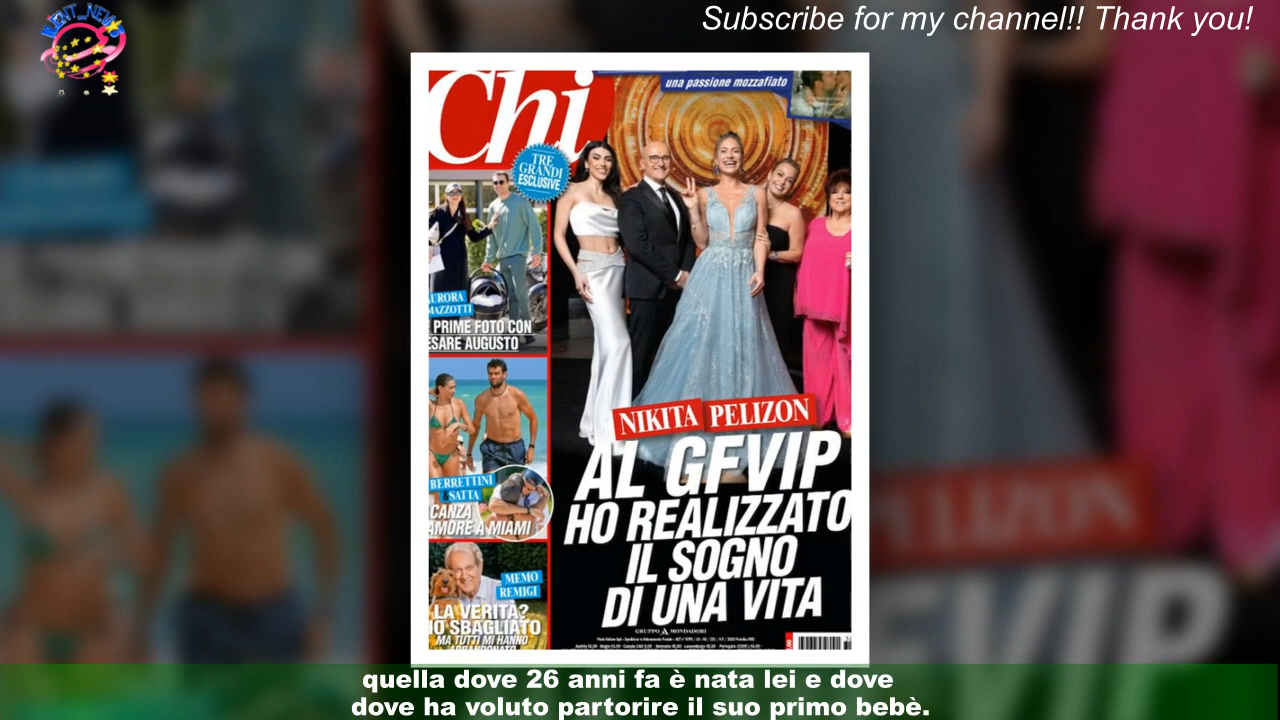 Subscribe for my channel!! Thank you!
una passione mozzafiato
Chi
TRE
GRANDI
ESCLUSIVE
PRIME FOTO CON
ESARE AUGUSTO
BERRETTINI
SATTA
AMORE A MIAMI
MEMO
REMIGI
LA VERITÀ?
HO SBAGLIATO
MA TUTTI MI HANNO
NIKITA PELIZON
AL GFVIP
HO REALIZZATO
IL SOGNO
DI UNA VITA
GRUPPO MONDADORI
quella dove 26 anni fa è nata lei e dove
dove ha voluto partorire il suo primo bebè.